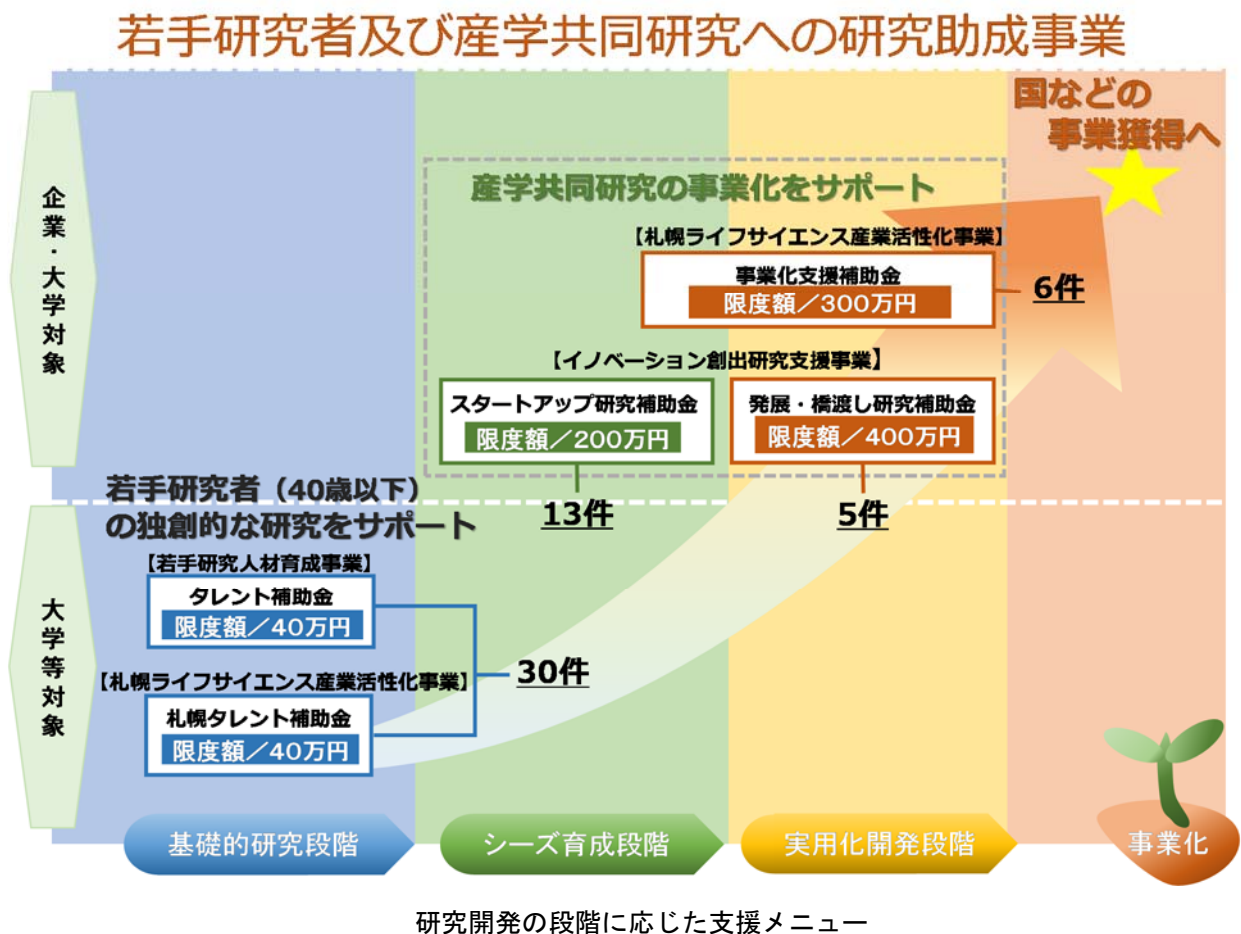 若手研究者及び産学共同研究への研究助成事業
国などの
事業獲得へ
企業・大学対象
産学共同研究の事業化をサポート
【札幌ライフサイエンス産業活性化事業】
事業化支援補助金
限度額／300万円
6件
【イノベーション創出研究支援事業】
スタートアップ研究補助金
限度額／200万円
13件
発展・橋渡し研究補助金
限度額／400万円
5件
若手研究者（40歳以下）
の独創的な研究をサポート
大学等対象
【若手研究人材育成事業】
タレント補助金
限度額／40万円
【札幌ライフサイエンス産業活性化事業】
札幌タレント補助金
限度額／40万円
30件
基礎的研究段階
シーズ育成段階
実用化開発段階
事業化
研究開発の段階に応じた支援メニュー